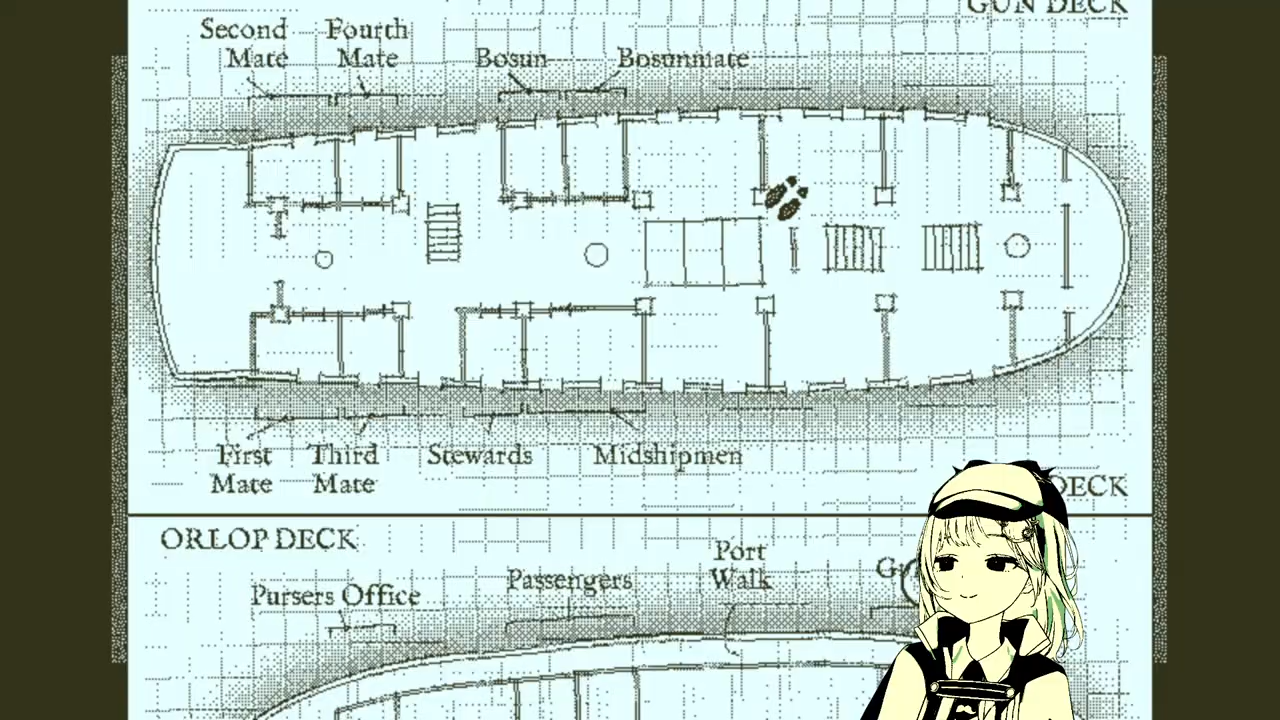 GUN DECK
Second Mate
Fourth Mate
Bosun
Bosunmate
First Mate
Third Mate
Stewards
Midshipmen
DECK
ORLOP DECK
Pursers Office
Passengers
Port Walk